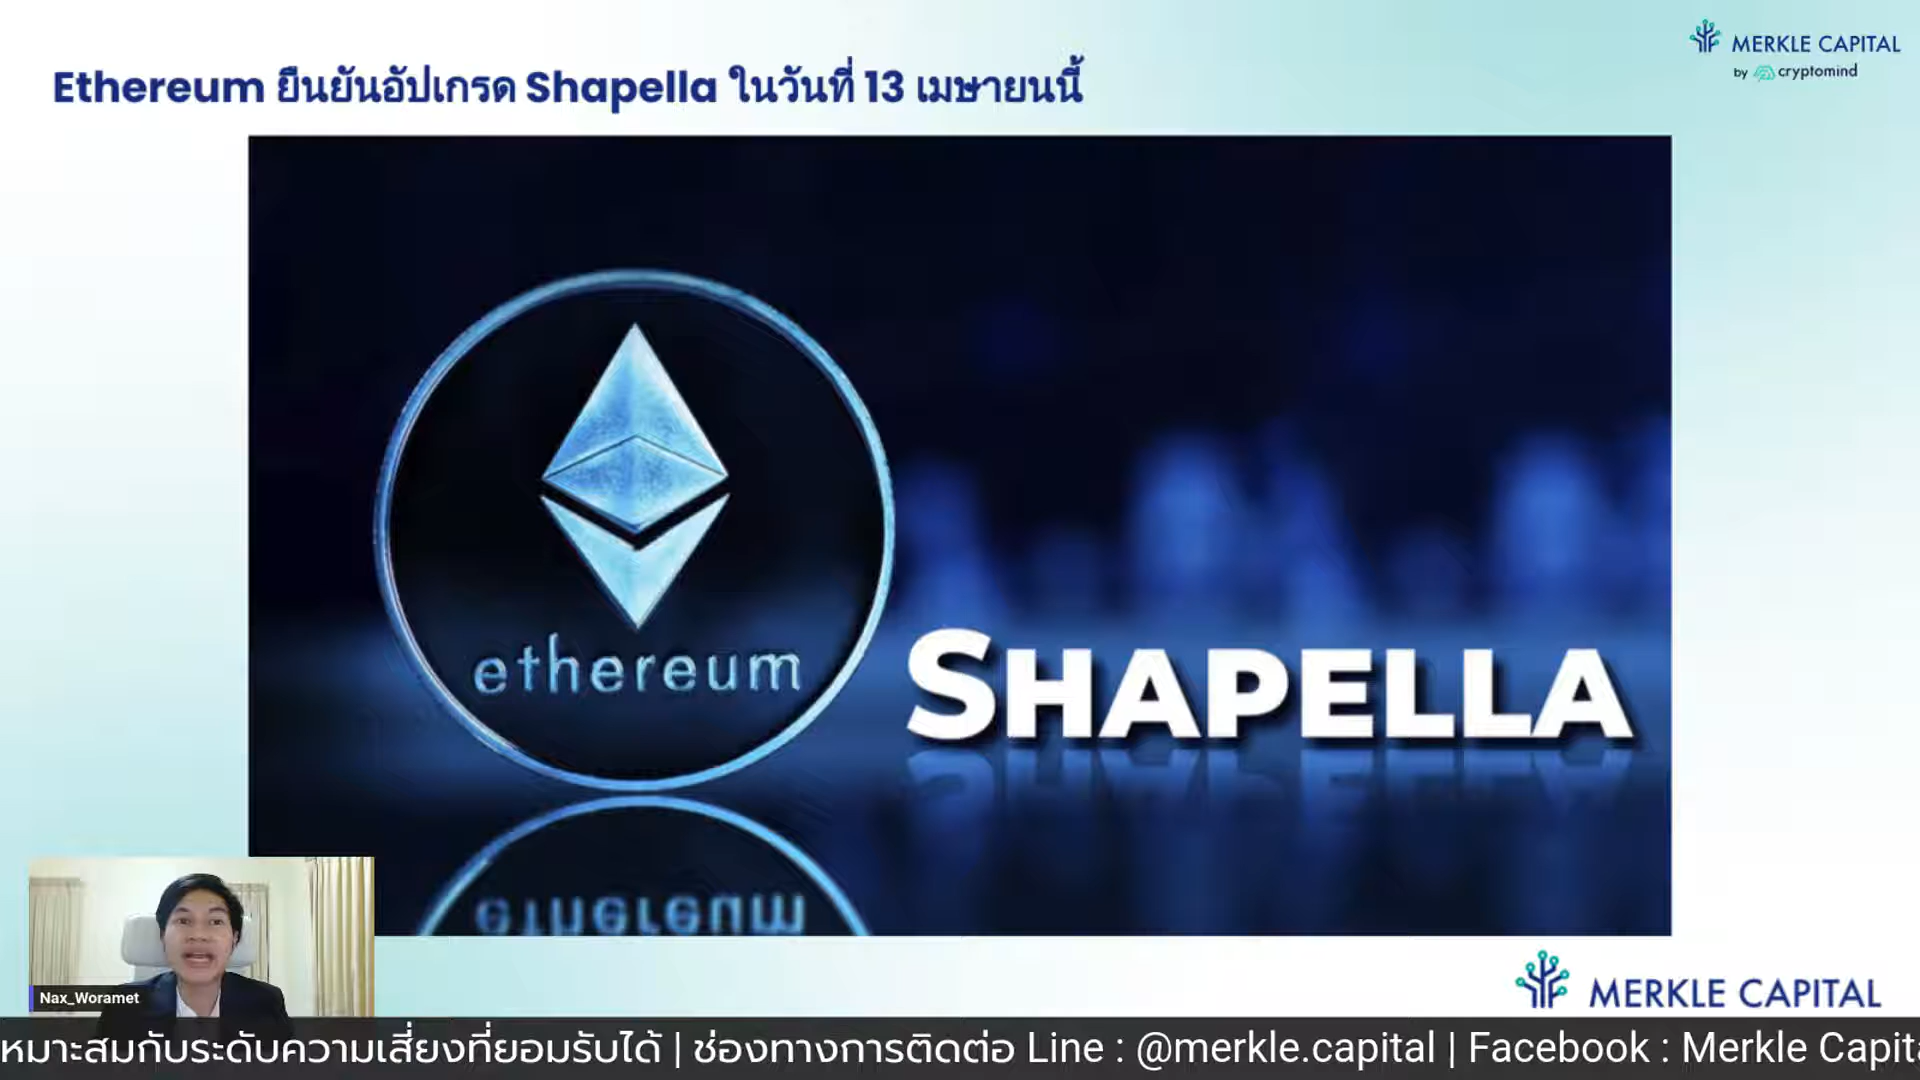 MERKLE CAPITAL
by cryptomind
Ethereum ยืนยันอัปเกรด Shapella ในวันที่ 13 เมษายนนี้
ethereum
SHAPELLA
ethereum
Nax_Woramet
MERKLE CAPITAL
หมาะสมกับระดับความเสี่ยงที่ยอมรับได้ | ช่องทางการติดต่อ Line : @merkle.capital | Facebook : Merkle Capita